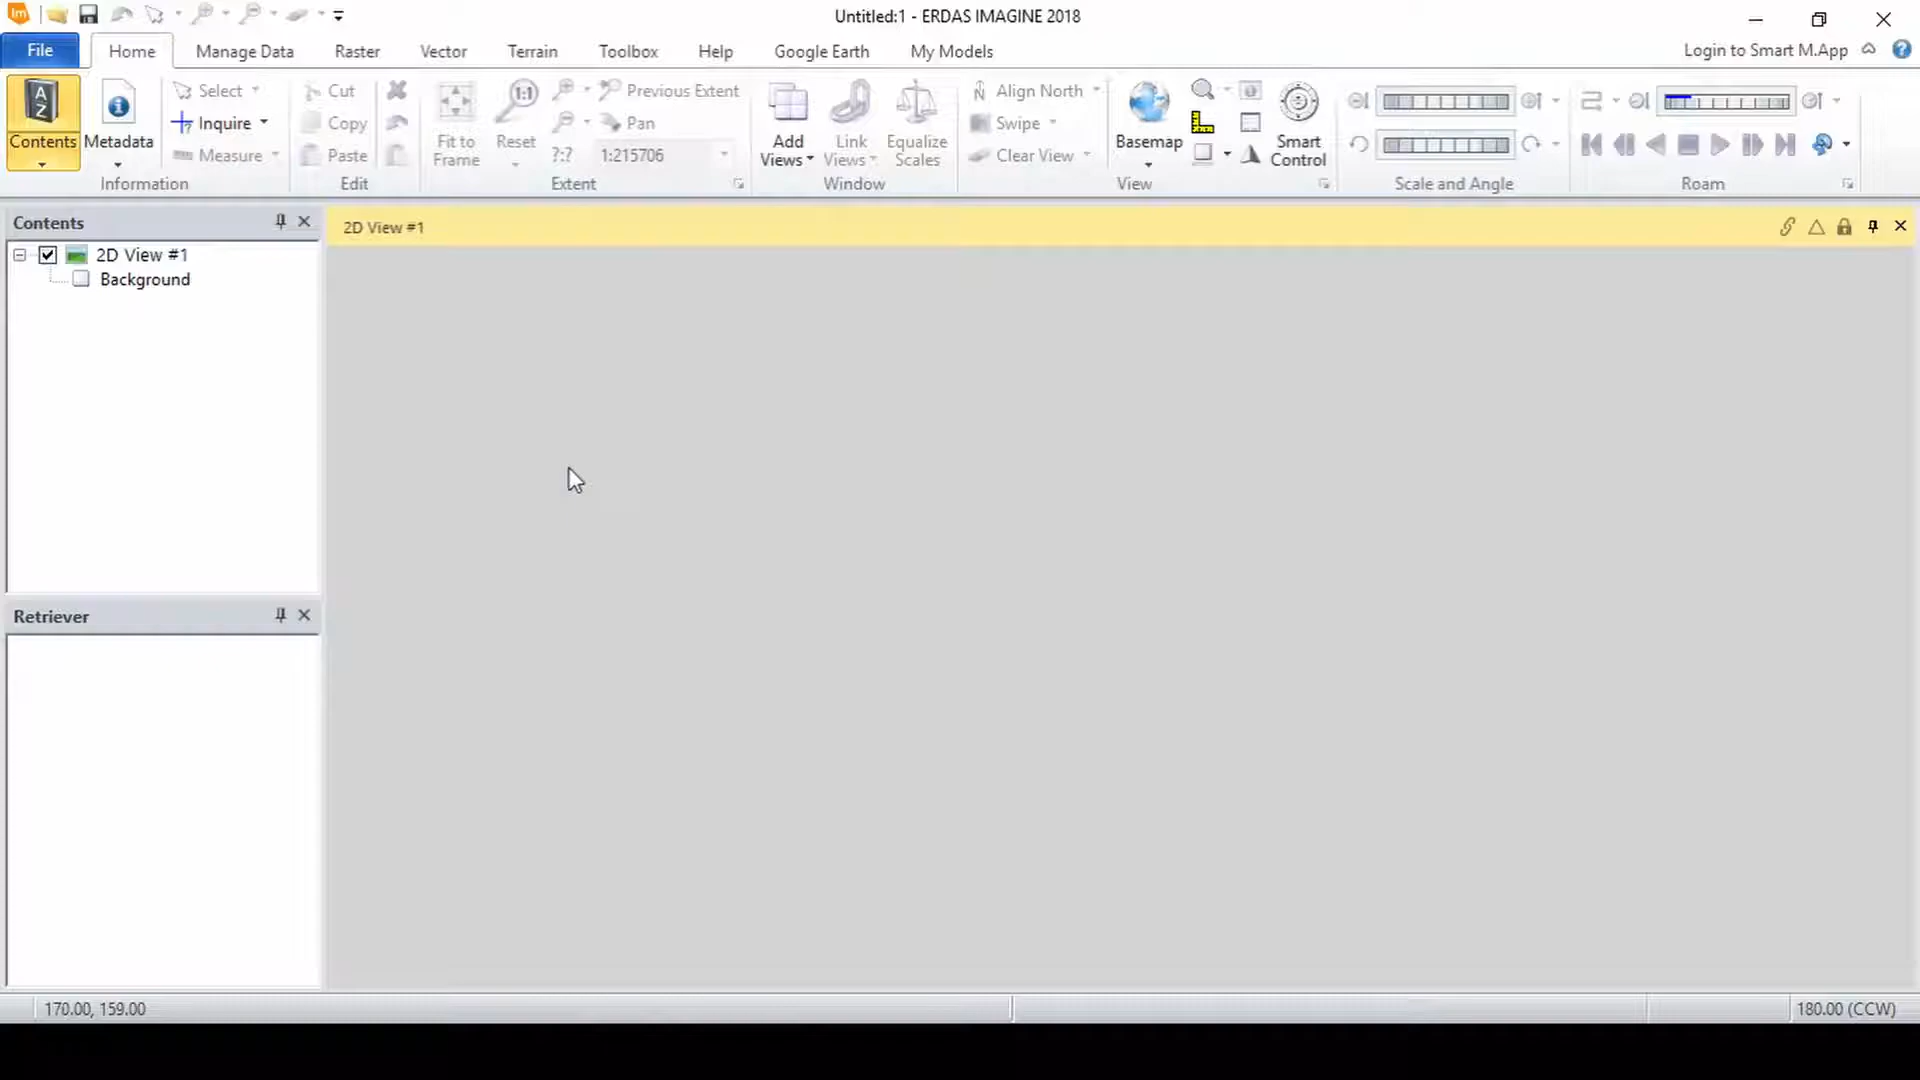 Im
Untitled:1 - ERDAS IMAGINE 2018
File Home Manage Data Raster Vector Terrain Toolbox Help Google Earth My Models Login to Smart M.App ?
Select Cut 1:1 Previous Extent Align North
Inquire Copy Pan Swipe
Contents Metadata Measure Paste Fit to Frame Reset ?:? 1:215706 Add Views Link Views Equalize Scales Clear View Basemap Smart Control
Information Edit Extent Window View Scale and Angle Roam
Contents
2D View #1
2D View #1
Background
Retriever
170.00, 159.00
180.00 (CCW)